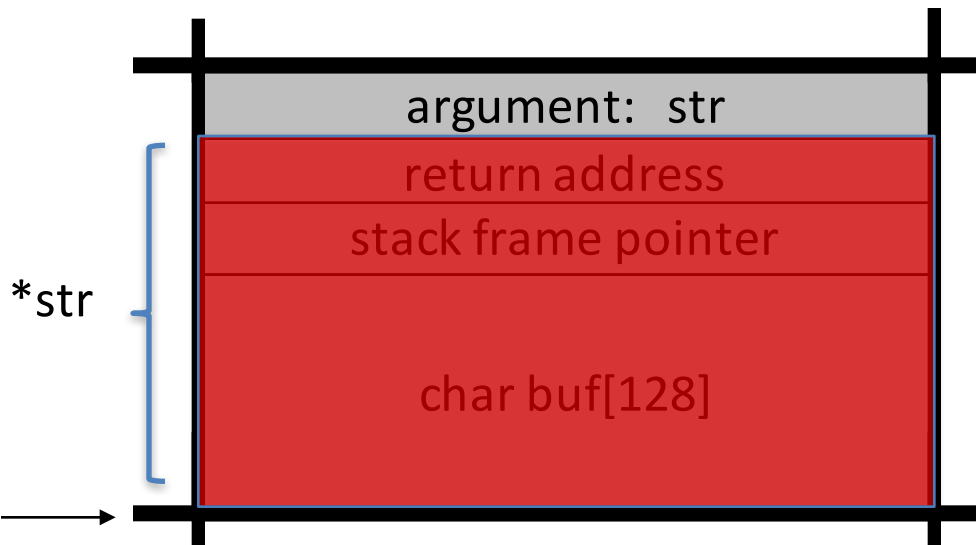 argument: str
return address
stack frame pointer
*str
char buf[128]